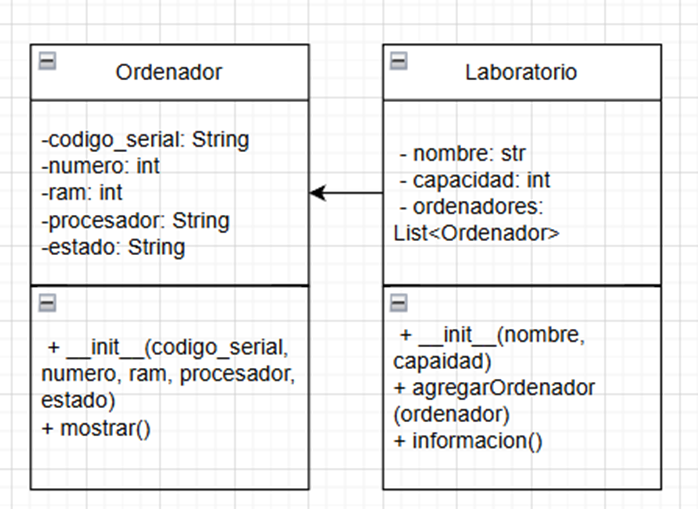 Ordenador
-codigo_serial: String
-numero: int
-ram: int
-procesador: String
-estado: String
+ __init__(codigo_serial,
numero, ram, procesador,
estado)
+ mostrar()
Laboratorio
- nombre: str
- capacidad: int
- ordenadores:
List<Ordenador>
+ __init__(nombre,
capaidad)
+ agregarOrdenador
(ordenador)
+ informacion()